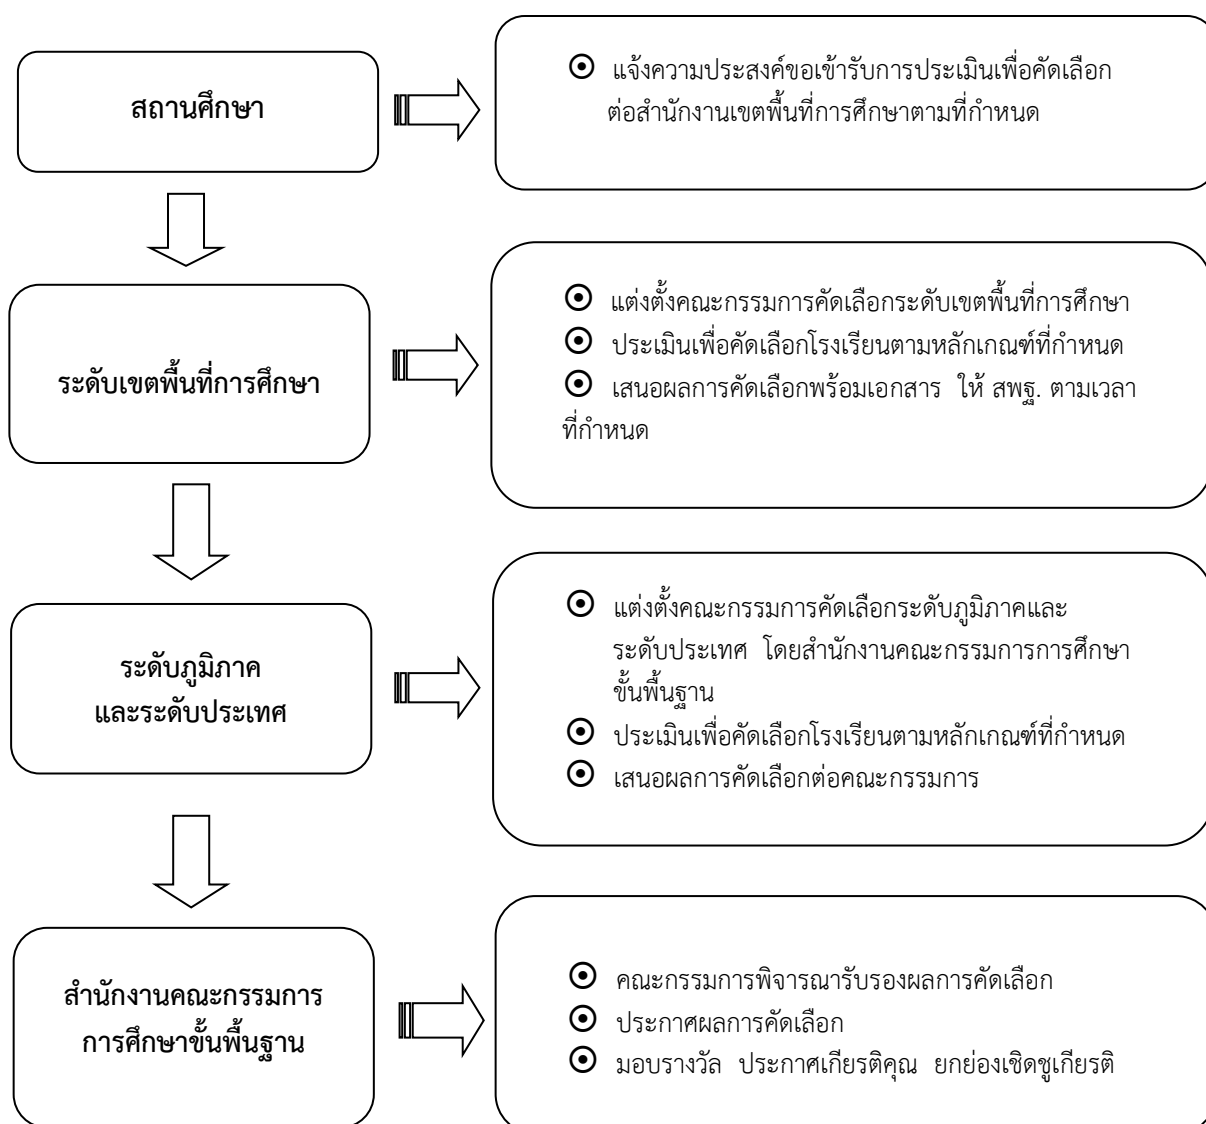 สถานศึกษา
แจ้งความประสงค์ขอเข้ารับการประเมินเพื่อคัดเลือก
ต่อสำนักงานเขตพื้นที่การศึกษาตามที่กำหนด
ระดับเขตพื้นที่การศึกษา
แต่งตั้งคณะกรรมการคัดเลือกระดับเขตพื้นที่การศึกษา
ประเมินเพื่อคัดเลือกโรงเรียนตามหลักเกณฑ์ที่กำหนด
เสนอผลการคัดเลือกพร้อมเอกสาร ให้ สพฐ. ตามเวลา
ที่กำหนด
ระดับภูมิภาค
และระดับประเทศ
แต่งตั้งคณะกรรมการคัดเลือกระดับภูมิภาคและ
ระดับประเทศ โดยสำนักงานคณะกรรมการการศึกษา
ขั้นพื้นฐาน
ประเมินเพื่อคัดเลือกโรงเรียนตามหลักเกณฑ์ที่กำหนด
เสนอผลการคัดเลือกต่อคณะกรรมการ
สำนักงานคณะกรรมการ
การศึกษาขั้นพื้นฐาน
คณะกรรมการพิจารณารับรองผลการคัดเลือก
ประกาศผลการคัดเลือก
มอบรางวัล ประกาศเกียรติคุณ ยกย่องเชิดชูเกียรติ